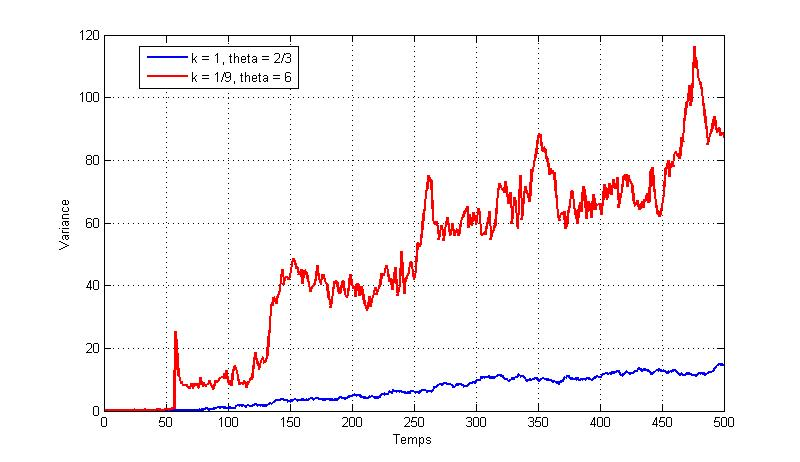 120
100
80
60
40
20
0
Variance
k = 1, theta = 2/3
k = 1/9, theta = 6
0 50 100 150 200 250 300 350 400 450 500
Temps